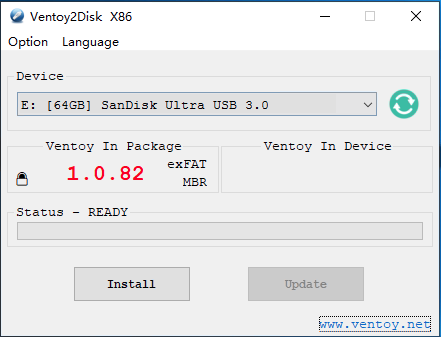 Ventoy2Disk X86
Option Language
Device
E: [64GB] SanDisk Ultra USB 3.0
Ventoy In Package
Ventoy In Device
1.0.82
exFAT
MBR
Status - READY
Install
Update
www.ventoy.net